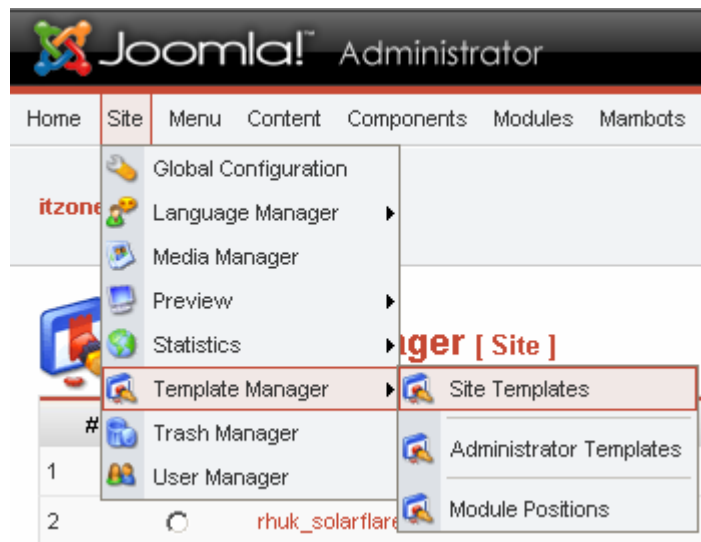 Joomla!™ Administrator
Home Site Menu Content Components Modules Mambots
Global Configuration
itzone
Language Manager
Media Manager
Preview
Statistics
ager [ Site ]
Template Manager
Site Templates
#
Trash Manager
Administrator Templates
1
User Manager
Module Positions
2
rhuk_solarflare